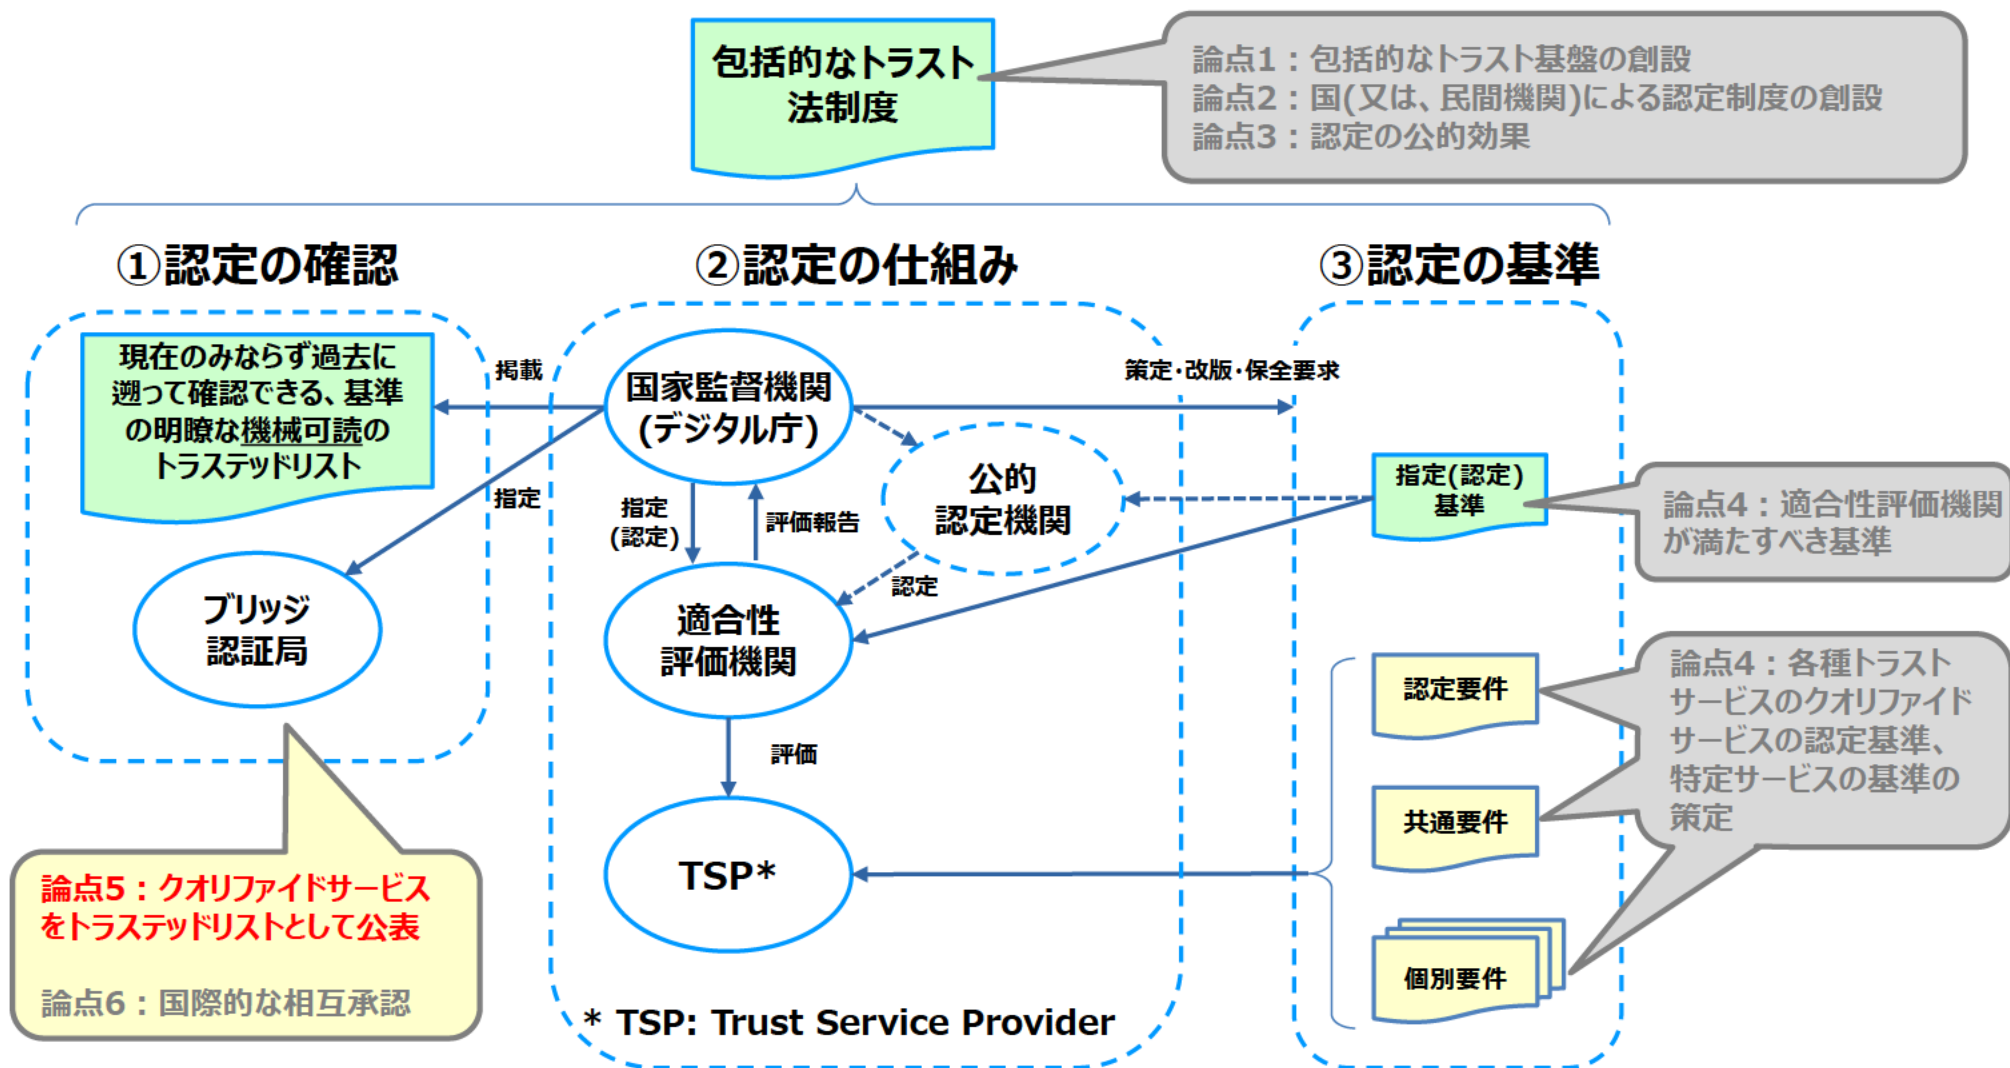 包括的なトラスト
法制度
論点1：包括的なトラスト基盤の創設
論点2：国(又は、民間機関)による認定制度の創設
論点3：認定の公的効果
①認定の確認
②認定の仕組み
③認定の基準
現在のみならず過去に
遡って確認できる、基準
の明瞭な機械可読の
トラステッドリスト
掲載
指定
ブリッジ
認証局
国家監督機関
(デジタル庁)
策定･改版･保全要求
指定
(認定)
評価報告
公的
認定機関
認定
適合性
評価機関
評価
TSP*
* TSP: Trust Service Provider
指定(認定)
基準
論点4：適合性評価機関
が満たすべき基準
認定要件
共通要件
個別要件
論点4：各種トラスト
サービスのクオリファイド
サービスの認定基準、
特定サービスの基準の
策定
論点5：クオリファイドサービス
をトラステッドリストとして公表
論点6：国際的な相互承認